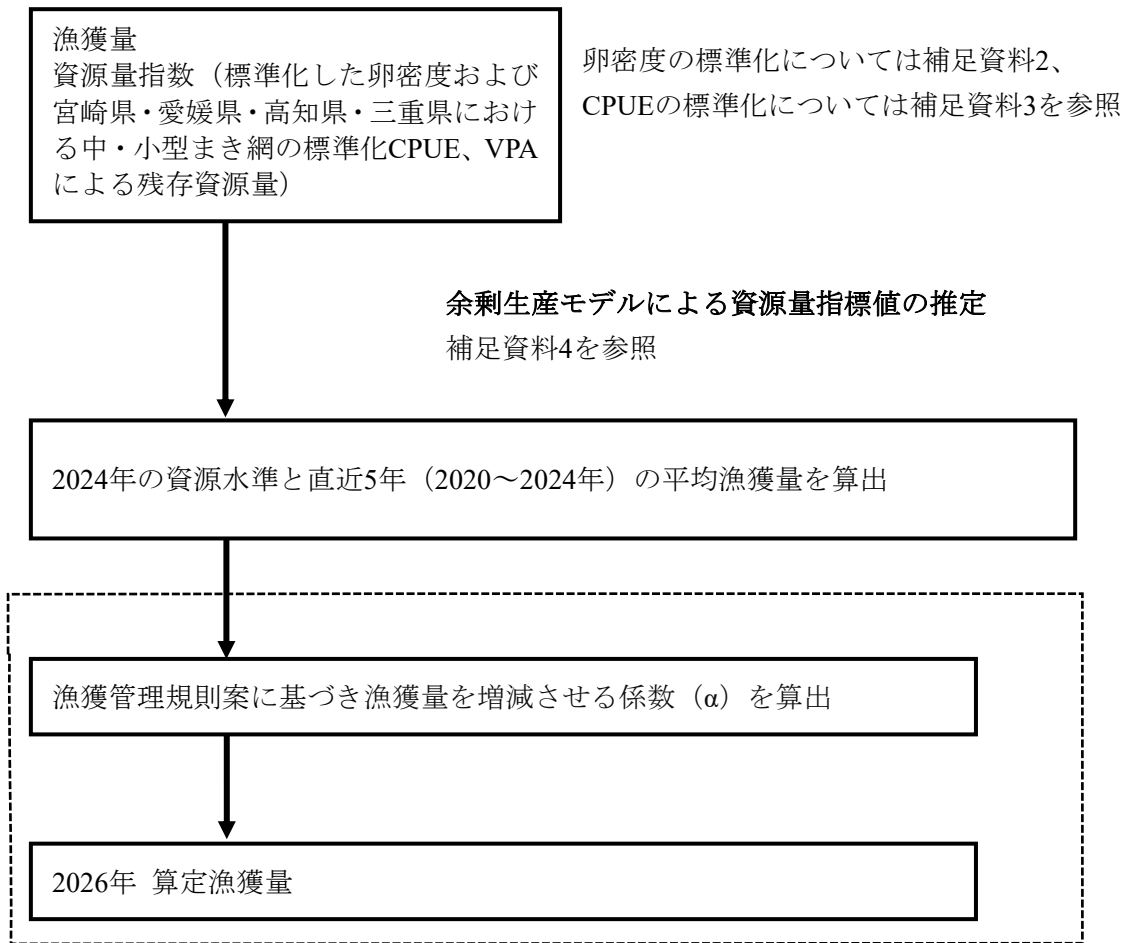 漁獲量
資源量指数（標準化した卵密度および
宮崎県・愛媛県・高知県・三重県におけ
る中・小型まき網の標準化CPUE、VPA
による残存資源量）
卵密度の標準化については補足資料2、
CPUEの標準化については補足資料3を参照
余剰生産モデルによる資源量指標値の推定
補足資料4を参照
2024年の資源水準と直近5年（2020～2024年）の平均漁獲量を算出
漁獲管理規則案に基づき漁獲量を増減させる係数（α）を算出
2026年 算定漁獲量